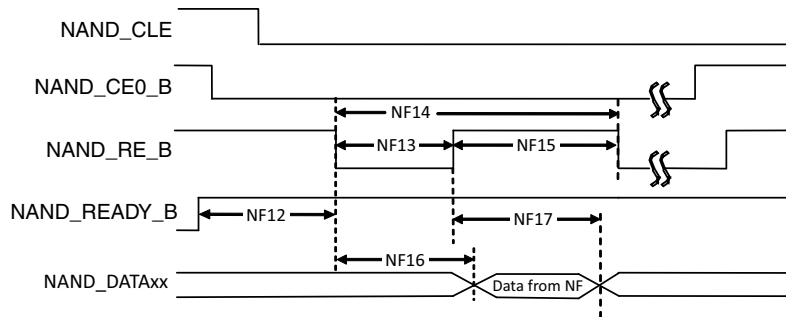 NAND_CLE
NAND_CE0_B
NF14
NAND_RE_B
NF13
NF15
NAND_READY_B
NF12
NF17
NF16
NAND_DATAxx
Data from NF